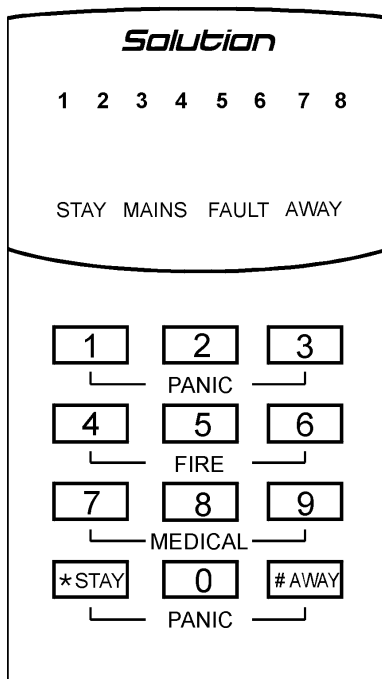 Solution
1 2 3 4 5 6 7 8
STAY MAINS FAULT AWAY
1 2 3
PANIC
4 5 6
FIRE
7 8 9
MEDICAL
*STAY 0 #AWAY
PANIC